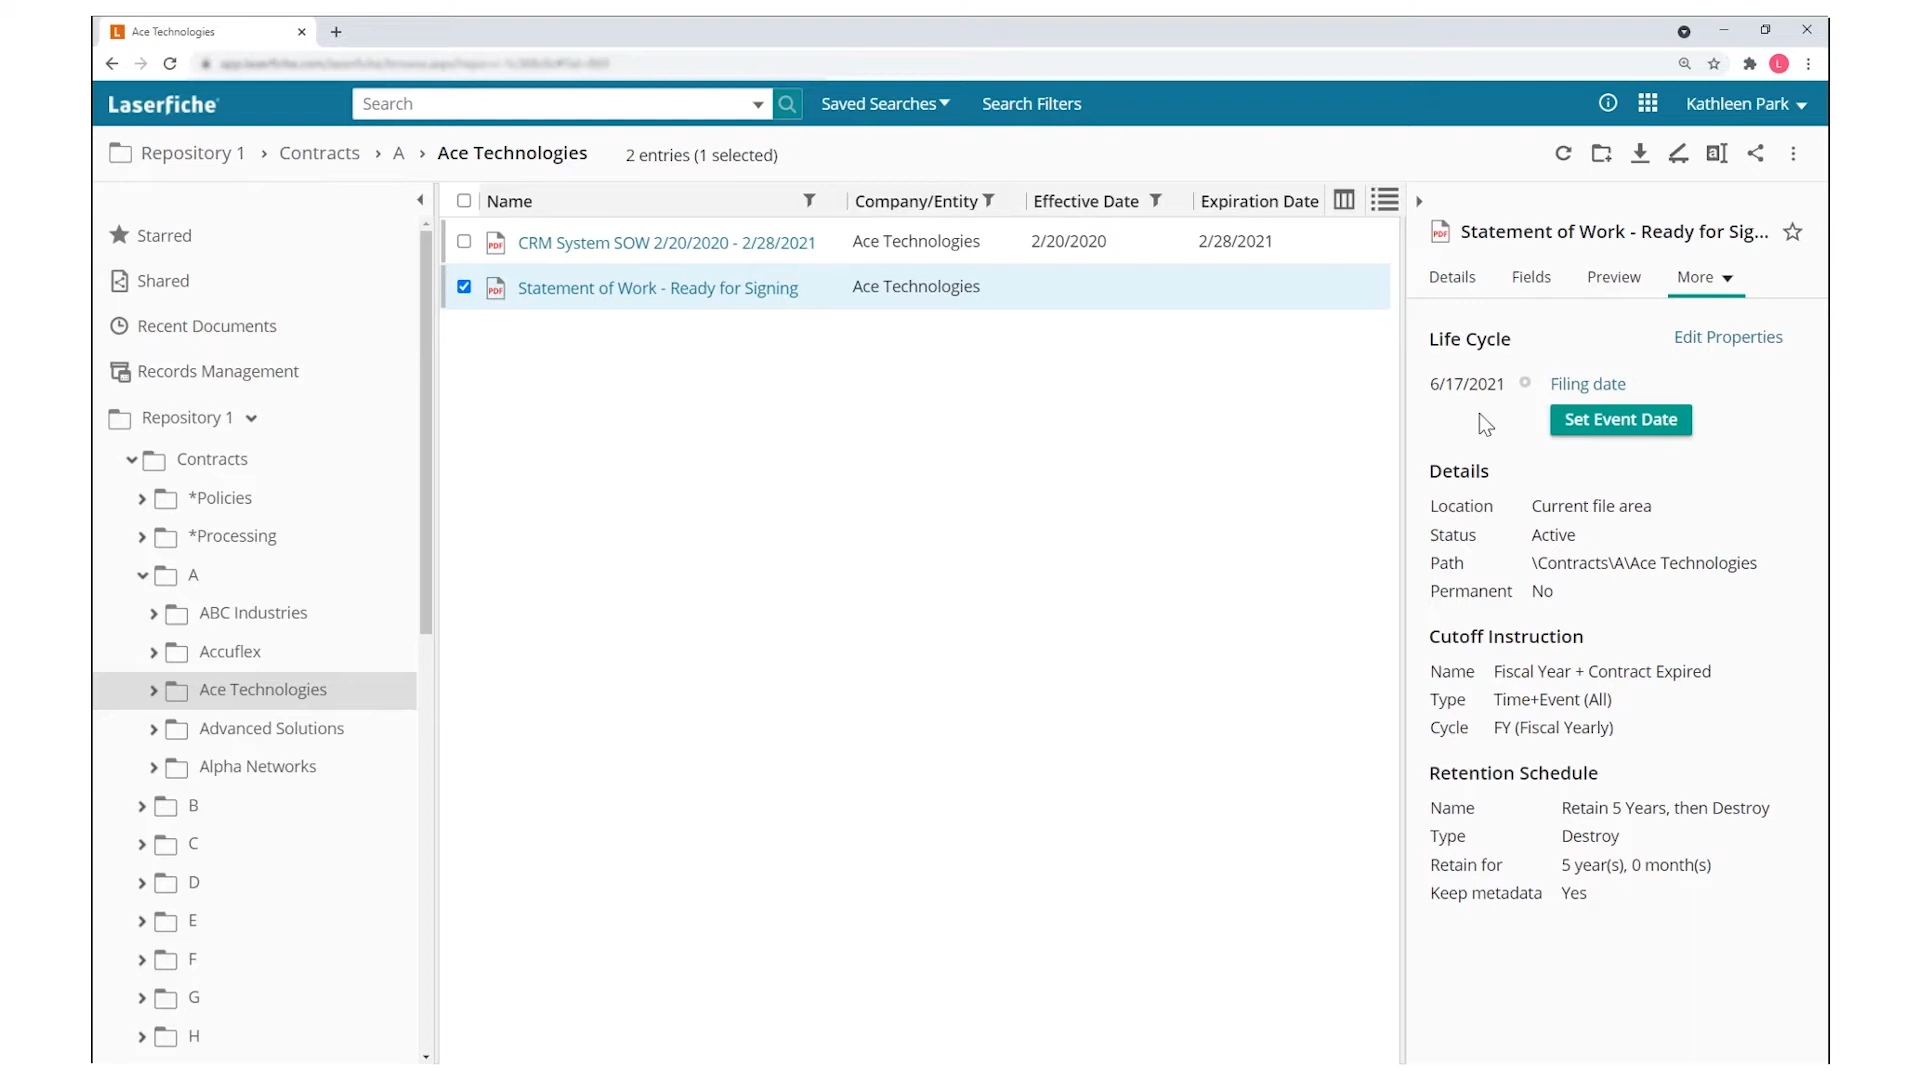 Ace Technologies
Laserfiche
Search
Saved Searches
Search Filters
Kathleen Park
Repository 1 › Contracts › A › Ace Technologies
2 entries (1 selected)
Starred
Shared
Recent Documents
Records Management
Repository 1
Contracts
*Policies
*Processing
A
ABC Industries
Accuflex
Ace Technologies
Advanced Solutions
Alpha Networks
B
C
D
E
F
G
H
Name Company/Entity Effective Date Expiration Date
PDF CRM System SOW 2/20/2020 - 2/28/2021 Ace Technologies 2/20/2020 2/28/2021
PDF Statement of Work - Ready for Signing Ace Technologies
PDF Statement of Work - Ready for Sig...
Details Fields Preview More
Life Cycle Edit Properties
6/17/2021 Filing date
Set Event Date
Details
Location Current file area
Status Active
Path \Contracts\A\Ace Technologies
Permanent No
Cutoff Instruction
Name Fiscal Year + Contract Expired
Type Time+Event (All)
Cycle FY (Fiscal Yearly)
Retention Schedule
Name Retain 5 Years, then Destroy
Type Destroy
Retain for 5 year(s), 0 month(s)
Keep metadata Yes